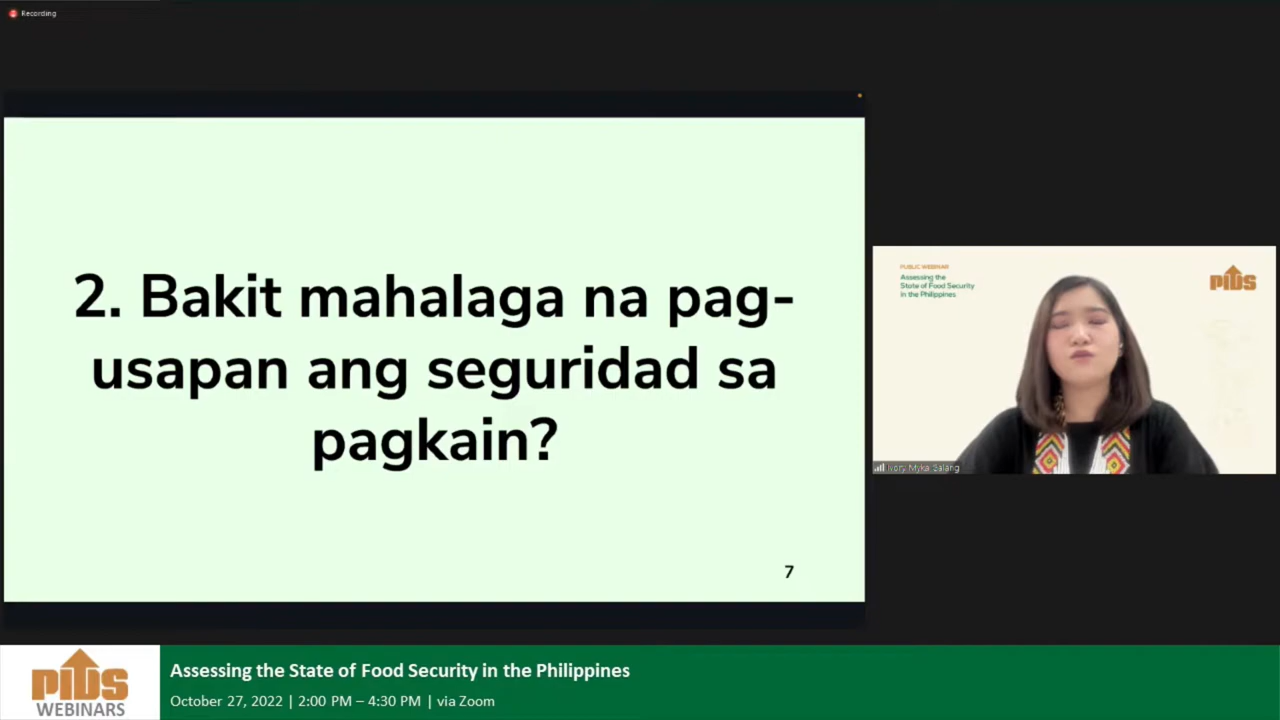 Recording
2. Bakit mahalaga na pag-
usapan ang seguridad sa
pagkain?
7
PUBLIC WEBINAR
Assessing the
State of Food Security
in the Philippines
PIDS
Ivory Myka Galang
PIDS
WEBINARS
Assessing the State of Food Security in the Philippines
October 27, 2022 | 2:00 PM – 4:30 PM | via Zoom